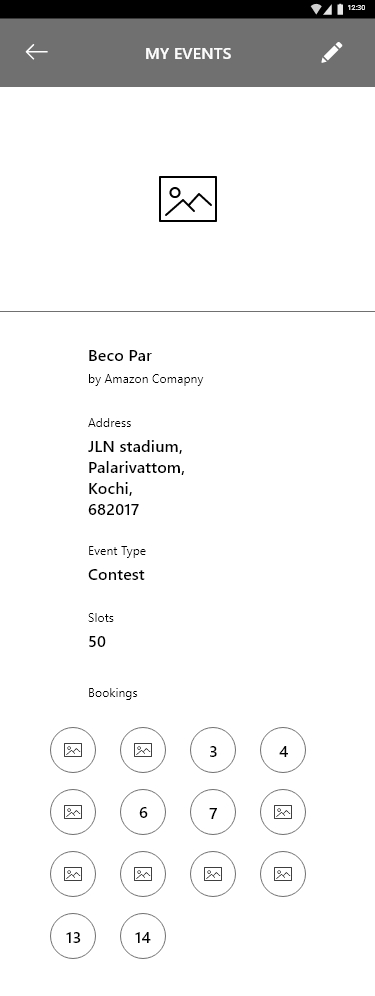 12:30
MY EVENTS
Beco Par
by Amazon Comapny
Address
JLN stadium,
Palarivattom,
Kochi,
682017
Event Type
Contest
Slots
50
Bookings
3 4
6 7
13 14